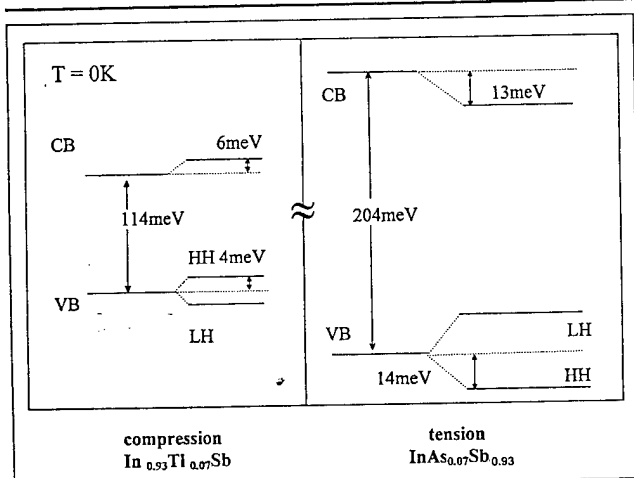 T = 0K
CB
6meV
114meV
HH 4meV
VB
LH
compression
In 0.93Tl 0.07Sb
≈
CB
13meV
204meV
VB
LH
14meV
HH
tension
InAs0.07Sb0.93